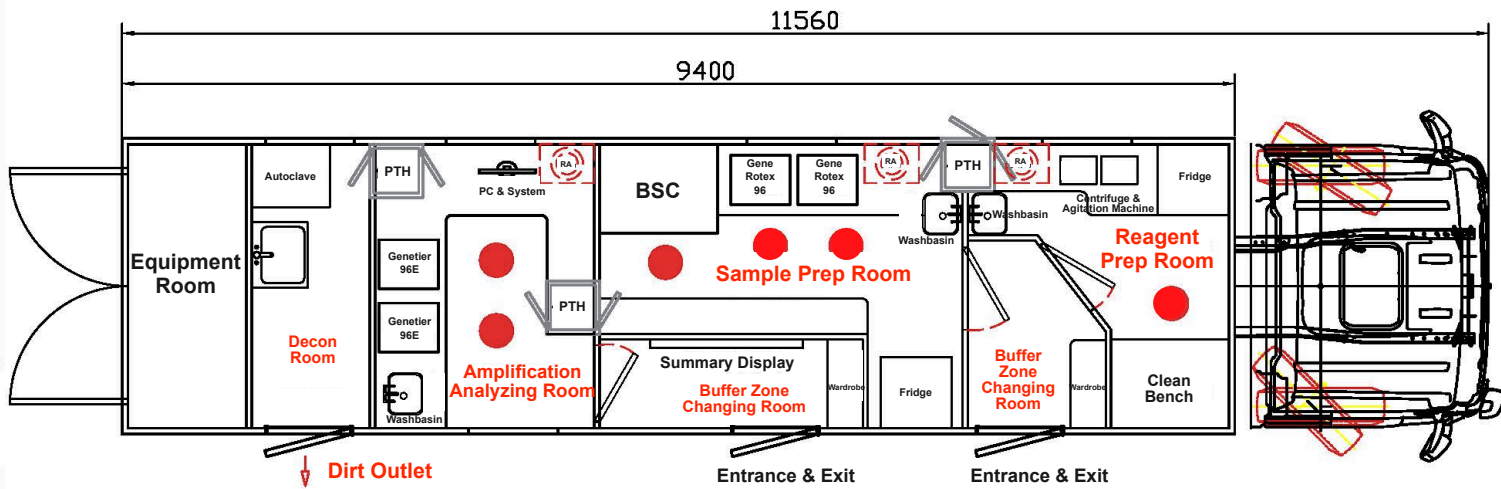 11560
9400
Equipment
Room
Autoclave
Decon
Room
Dirt Outlet
PTH
PC & System
RA
Genetier
96E
Genetier
96E
Washbasin
Amplification
Analyzing Room
PTH
BSC
Gene
Rotex
96
Gene
Rotex
96
RA
Washbasin
Sample Prep Room
Summary Display
Buffer Zone
Changing Room
Wardrobe
Fridge
Entrance & Exit
PTH
RA
Washbasin
Centrifuge &
Agitation Machine
Fridge
Reagent
Prep Room
Buffer
Zone
Changing
Room
Wardrobe
Clean
Bench
Entrance & Exit